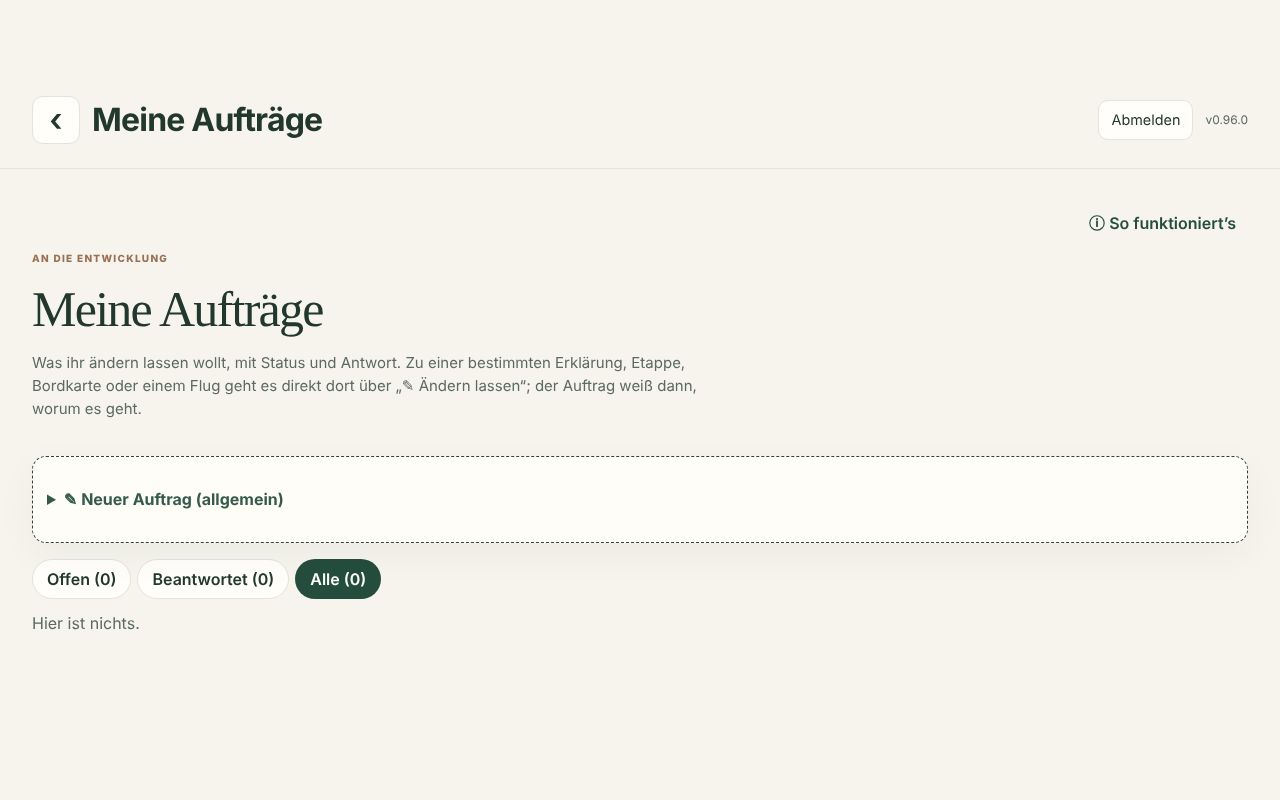 ‹ Meine Aufträge
Abmelden v0.96.0
ⓘ So funktioniert’s
AN DIE ENTWICKLUNG
Meine Aufträge
Was ihr ändern lassen wollt, mit Status und Antwort. Zu einer bestimmten Erklärung, Etappe,
Bordkarte oder einem Flug geht es direkt dort über „✎ Ändern lassen“; der Auftrag weiß dann,
worum es geht.
▶ ✎ Neuer Auftrag (allgemein)
Offen (0) Beantwortet (0) Alle (0)
Hier ist nichts.